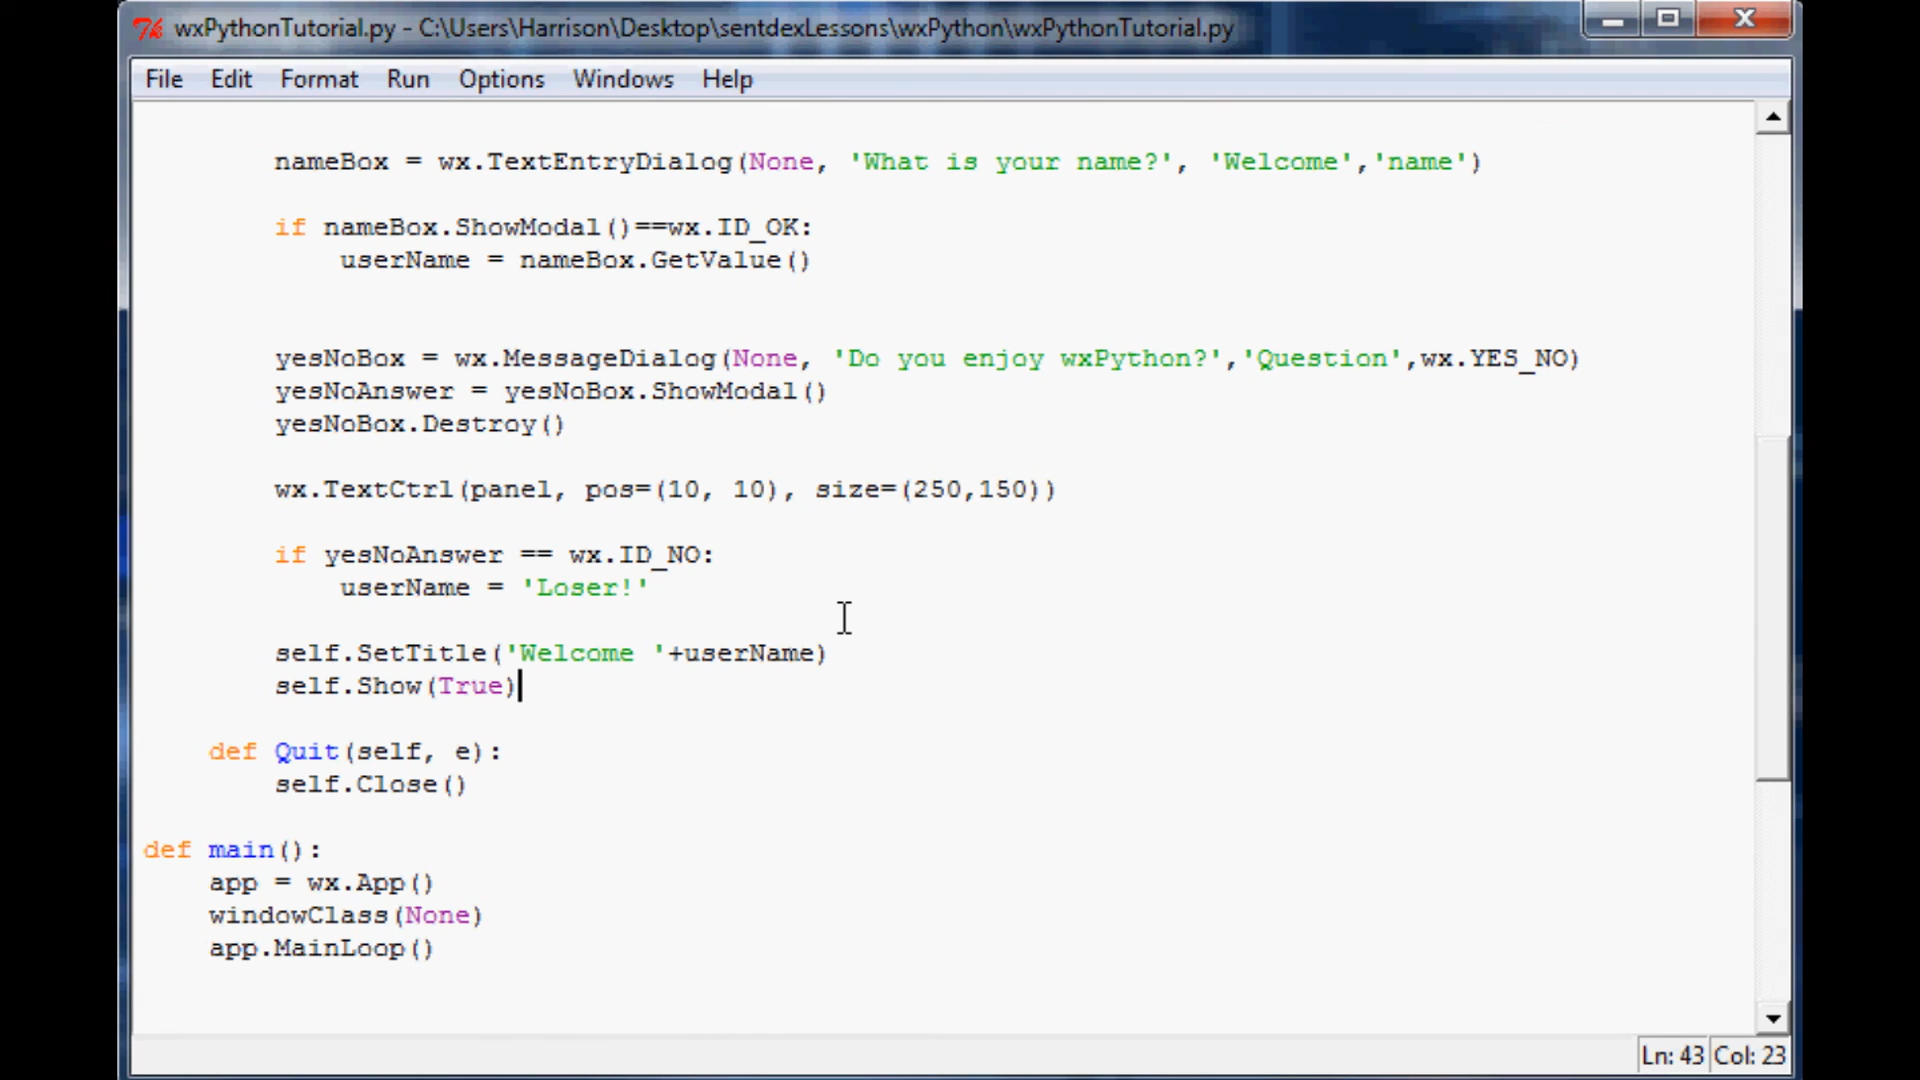 wxPythonTutorial.py - C:\Users\Harrison\Desktop\sentdexLessons\wxPython\wxPythonTutorial.py
File Edit Format Run Options Windows Help
nameBox = wx.TextEntryDialog(None, 'What is your name?', 'Welcome','name')
if nameBox.ShowModal()==wx.ID_OK:
userName = nameBox.GetValue()
yesNoBox = wx.MessageDialog(None, 'Do you enjoy wxPython?','Question',wx.YES_NO)
yesNoAnswer = yesNoBox.ShowModal()
yesNoBox.Destroy()
wx.TextCtrl(panel, pos=(10, 10), size=(250,150))
if yesNoAnswer == wx.ID_NO:
userName = 'Loser!'
self.SetTitle('Welcome '+userName)
self.Show(True)
def Quit(self, e):
self.Close()
def main():
app = wx.App()
windowClass(None)
app.MainLoop()
Ln: 43 Col: 23